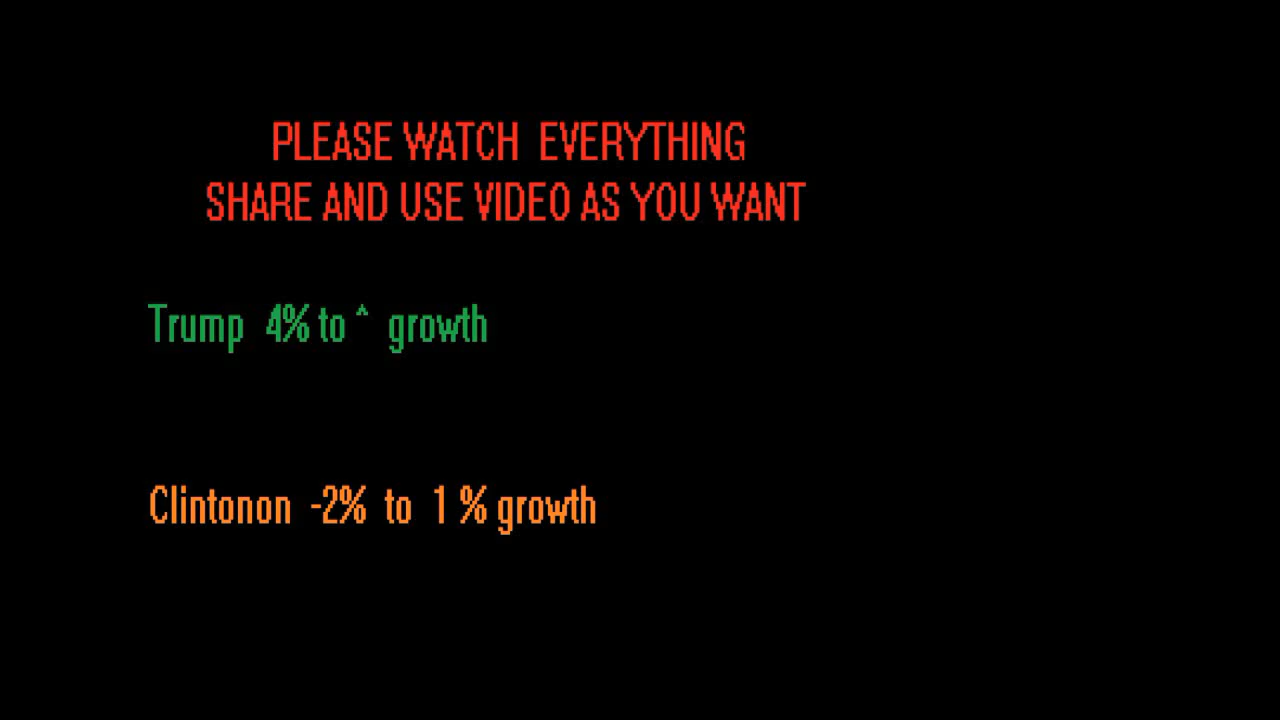 PLEASE WATCH EVERYTHING
SHARE AND USE VIDEO AS YOU WANT
Trump 4% to ^ growth
Clintonon -2% to 1 % growth